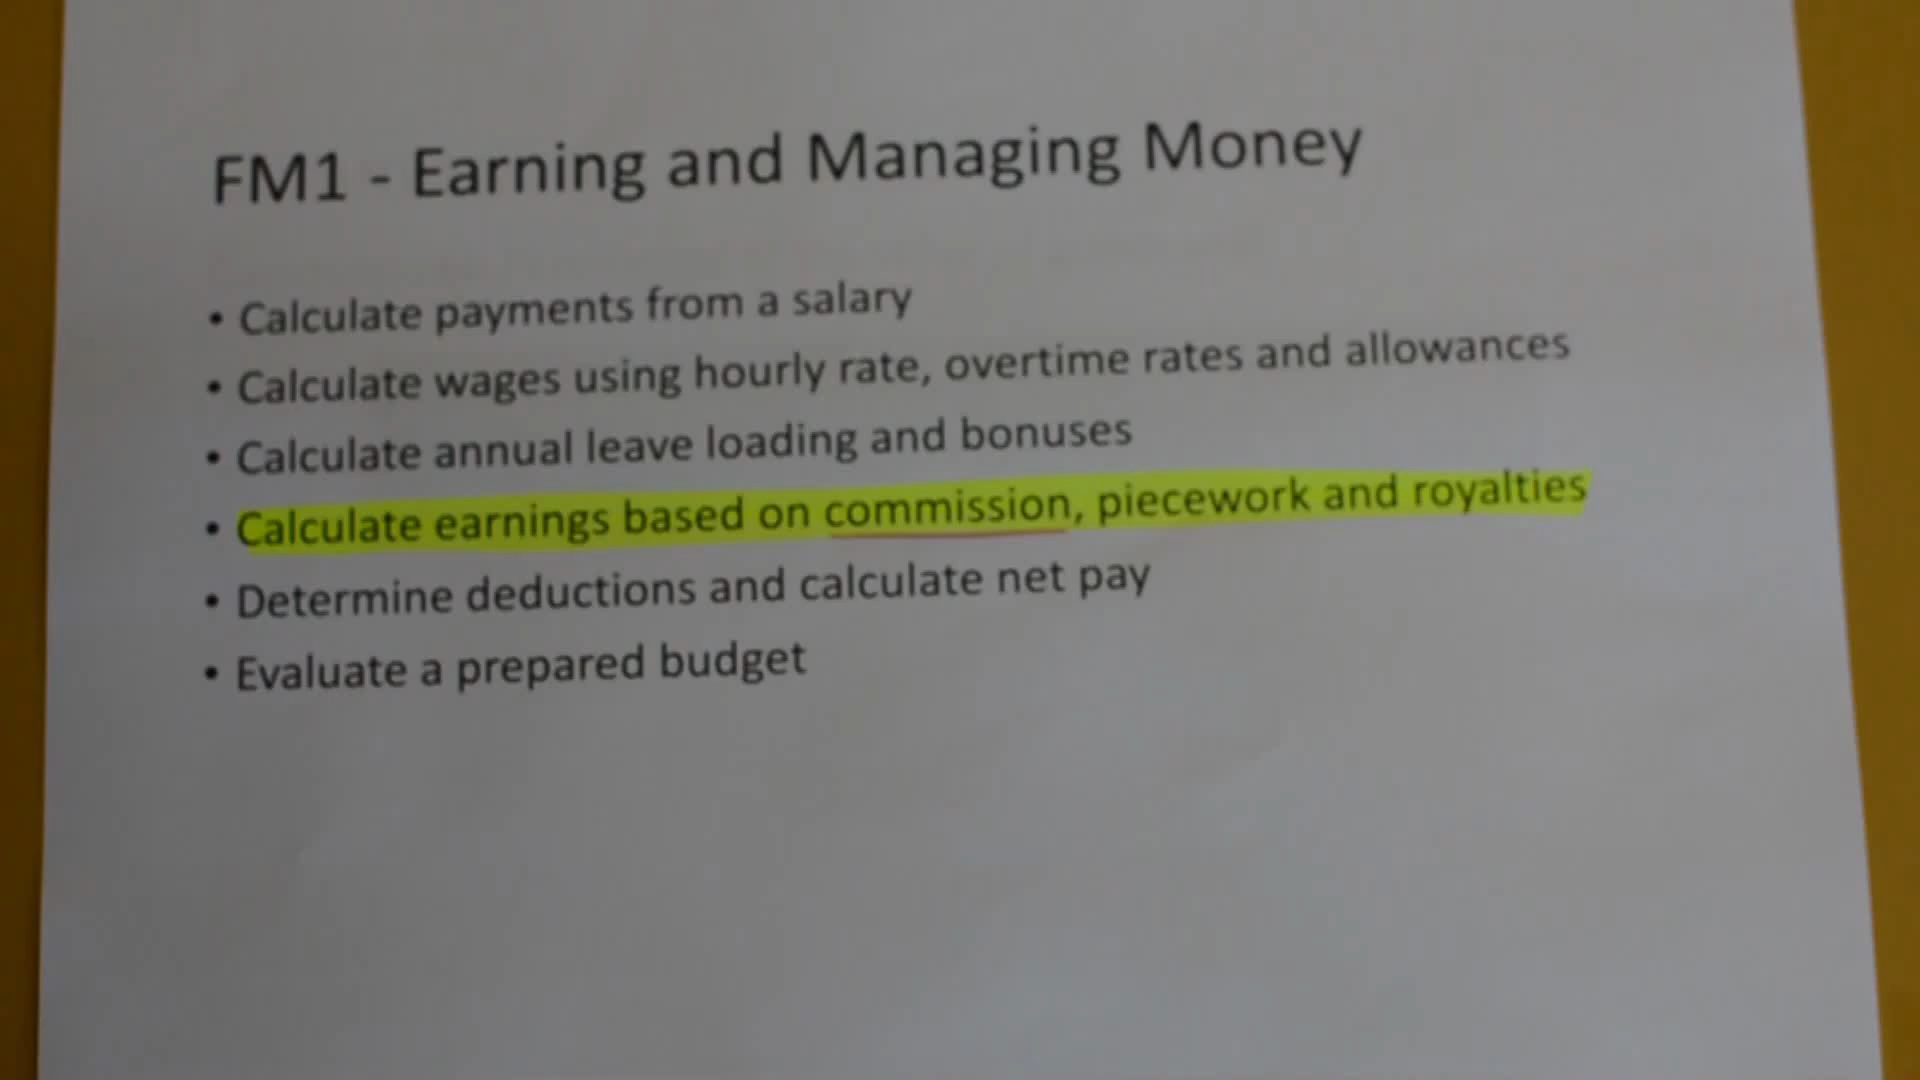 FM1 - Earning and Managing Money
• Calculate payments from a salary
• Calculate wages using hourly rate, overtime rates and allowances
• Calculate annual leave loading and bonuses
• Calculate earnings based on commission, piecework and royalties
• Determine deductions and calculate net pay
• Evaluate a prepared budget